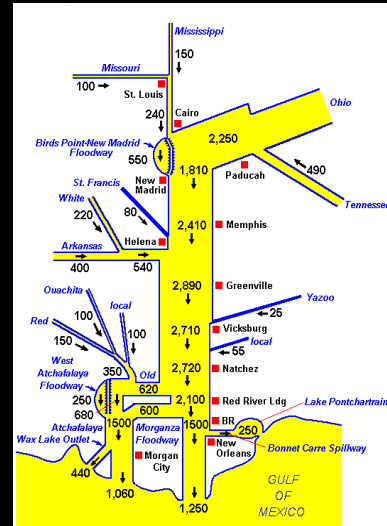 Mississippi
150
Missouri
100
St. Louis
240
Cairo
Ohio
2,250
Birds Point-New Madrid
Floodway
550
1,810
490
Paducah
New
Madrid
St. Francis
White
220
80
Tennessee
2,410
Memphis
Helena
Arkansas
400
540
Ouachita
2,890
Greenville
local
Yazoo
100
25
Red
150
100
2,710
Vicksburg
local
55
West
Atchafalaya
Floodway
350
Old
2,720
Natchez
620
250
680
600
2,100
Red River Ldg
Lake Pontchartrain
Atchafalaya
Wax Lake Outlet
1500
Morganza
Floodway
1500
BR
250
New
Orleans
Bonnet Carre Spillway
Morgan
City
440
1,060
1,250
GULF
OF
MEXICO